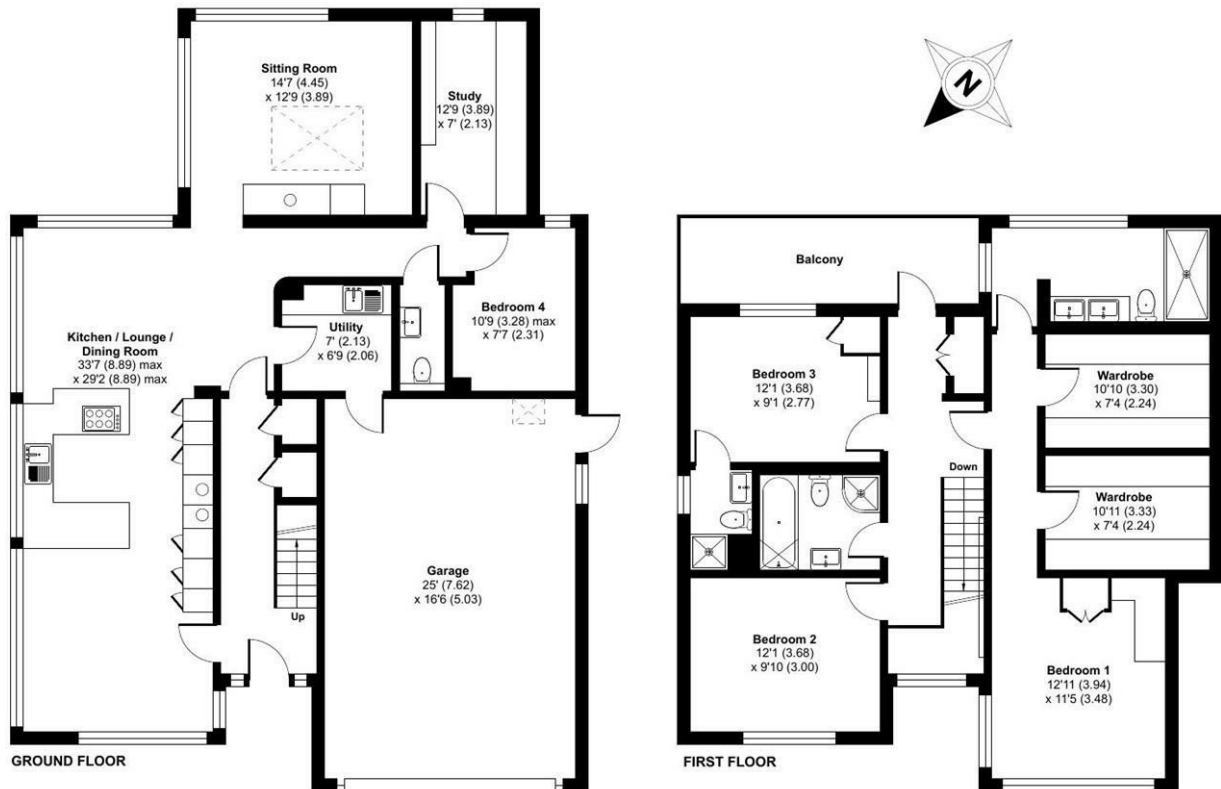 Sitting Room
14'7 (4.45)
x 12'9 (3.89)
Study
12'9 (3.89)
x 7' (2.13)
Kitchen / Lounge /
Dining Room
33'7 (8.89) max
x 29'2 (8.89) max
Utility
7' (2.13)
x 6'9 (2.06)
Bedroom 4
10'9 (3.28) max
x 7'7 (2.31)
Garage
25' (7.62)
x 16'6 (5.03)
Up
GROUND FLOOR
N
Balcony
Bedroom 3
12'1 (3.68)
x 9'1 (2.77)
Wardrobe
10'10 (3.30)
x 7'4 (2.24)
Down
Wardrobe
10'11 (3.33)
x 7'4 (2.24)
Bedroom 2
12'1 (3.68)
x 9'10 (3.00)
Bedroom 1
12'11 (3.94)
x 11'5 (3.48)
FIRST FLOOR